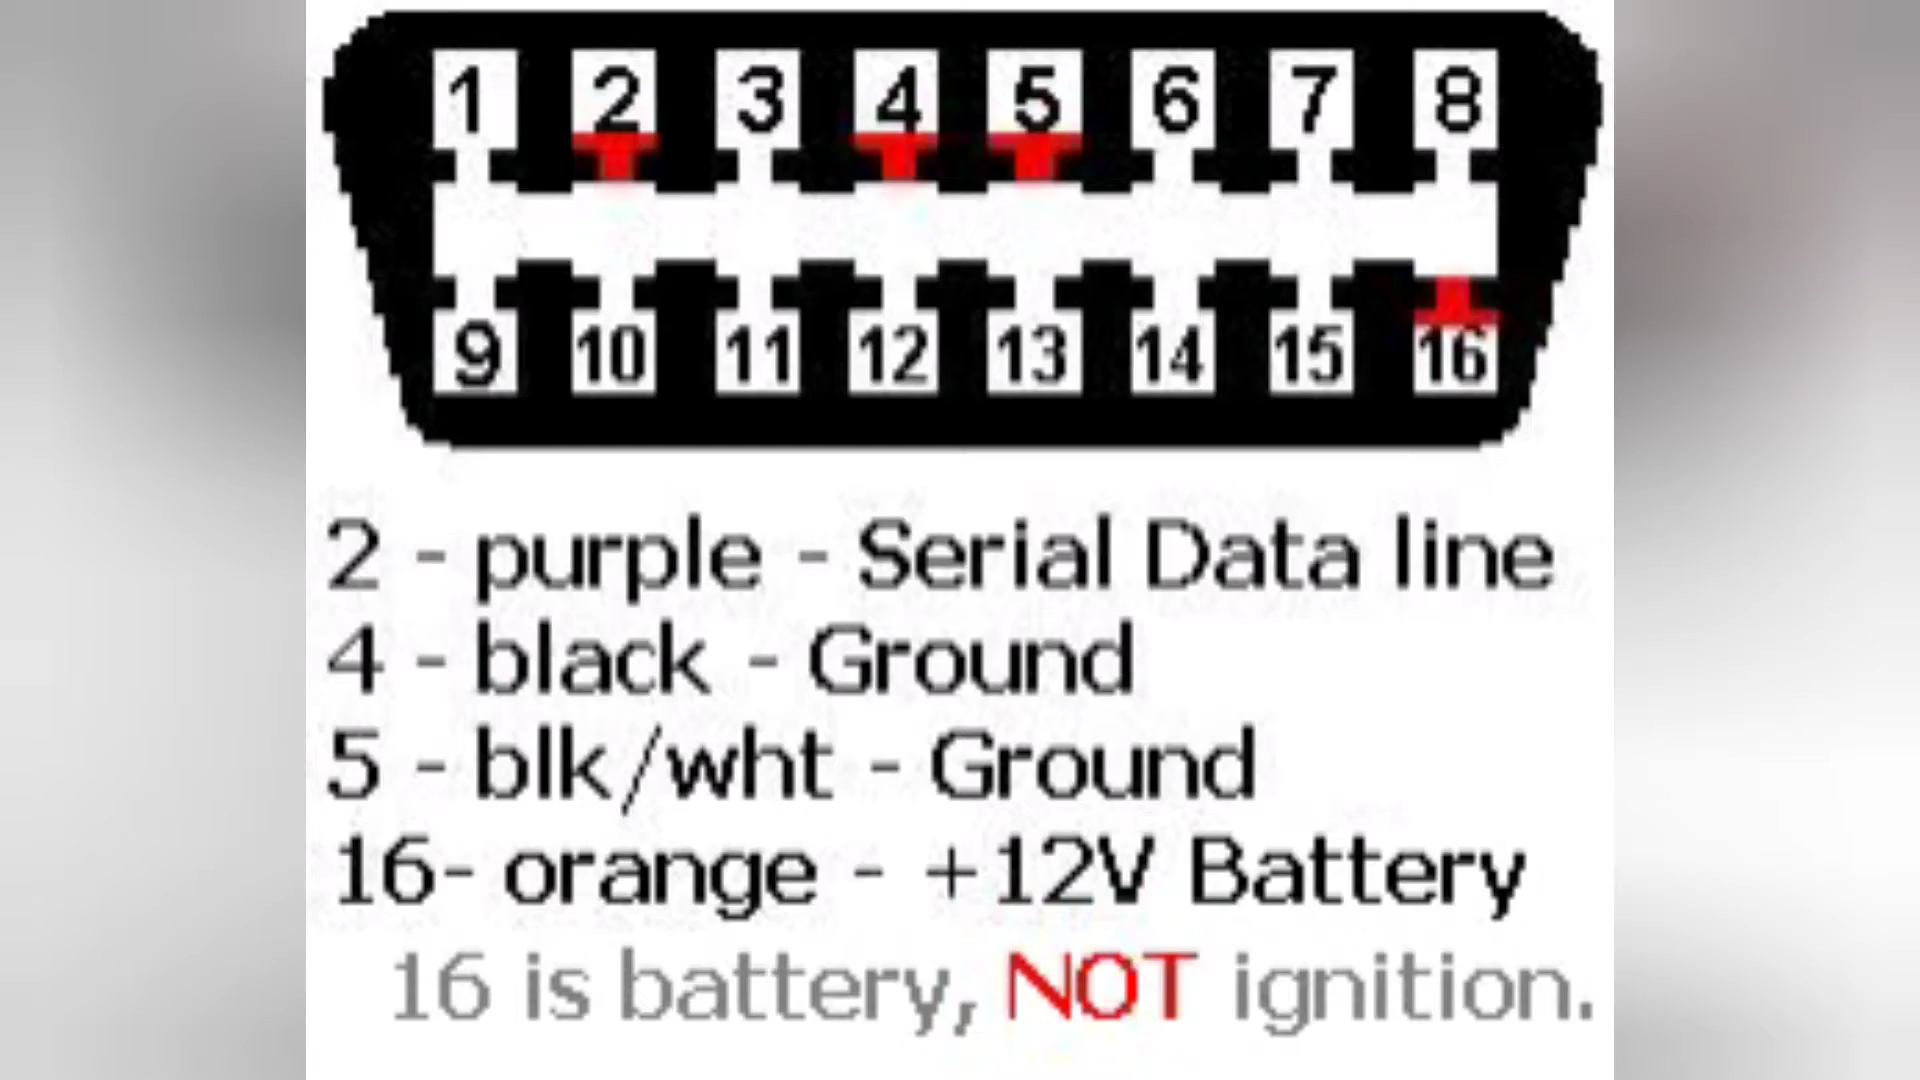 1 2 3 4 5 6 7 8
9 10 11 12 13 14 15 16
2 - purple - Serial Data line
4 - black - Ground
5 - blk/wht - Ground
16- orange - +12V Battery
16 is battery, NOT ignition.